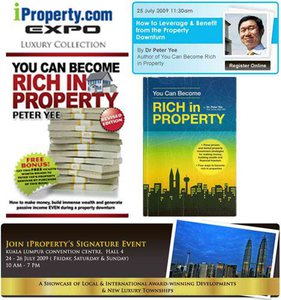 iProperty.com
EXPO
LUXURY COLLECTION
25 July 2009 11:30am
How to Leverage & Benefit
from the Property
Downturn
By Dr Peter Yee
Author of You Can Become Rich
in Property
Register Online
YOU CAN BECOME
RICH IN
PROPERTY
PETER YEE
REVISED
EDITION
FREE
BONUS!
How to make money, build immense wealth and generate
passive income EVEN during a property downturn
You Can Become
RICH in
PROPERTY
JOIN IPROPERTY'S SIGNATURE EVENT
KUALA LUMPUR CONVENTION CENTRE, HALL 4
24 - 26 JULY 2009 ( FRIDAY, SATURDAY & SUNDAY)
10 AM - 7 PM
A SHOWCASE OF LOCAL & INTERNATIONAL AWARD-WINNING DEVELOPMENTS
& NEW LUXURY TOWNSHIPS